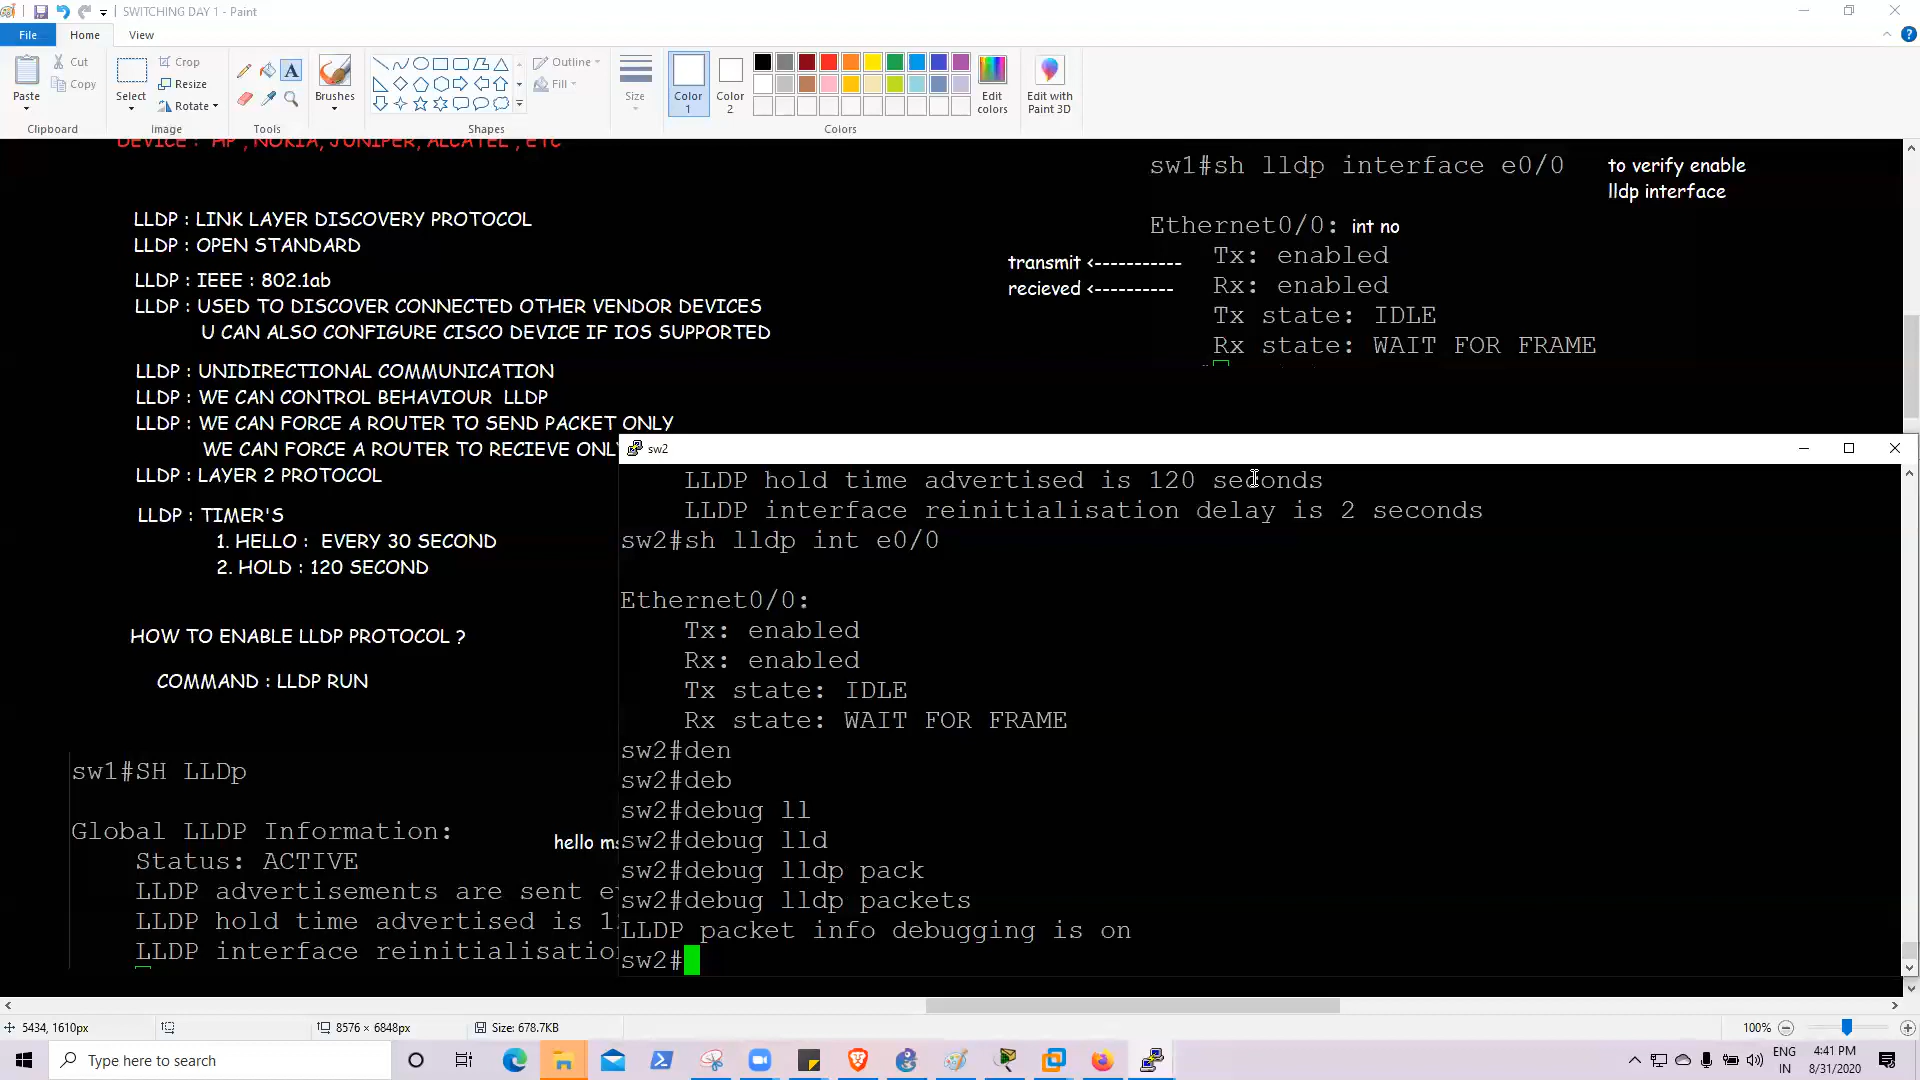 SWITCHING DAY 1 - Paint
File
Home
View
Paste
Cut
Copy
Clipboard
Select
Crop
Resize
Rotate
Image
A
Tools
Brushes
Shapes
Outline
Fill
Size
Color 1
Color 2
Edit colors
Colors
Edit with Paint 3D
DEVICE : HP , NOKIA, JUNIPER, ALCATEL , ETC
LLDP : LINK LAYER DISCOVERY PROTOCOL
LLDP : OPEN STANDARD
LLDP : IEEE : 802.1ab
LLDP : USED TO DISCOVER CONNECTED OTHER VENDOR DEVICES
U CAN ALSO CONFIGURE CISCO DEVICE IF IOS SUPPORTED
LLDP : UNIDIRECTIONAL COMMUNICATION
LLDP : WE CAN CONTROL BEHAVIOUR LLDP
LLDP : WE CAN FORCE A ROUTER TO SEND PACKET ONLY
WE CAN FORCE A ROUTER TO RECIEVE ONL
LLDP : LAYER 2 PROTOCOL
LLDP : TIMER'S
1. HELLO : EVERY 30 SECOND
2. HOLD : 120 SECOND
HOW TO ENABLE LLDP PROTOCOL ?
COMMAND : LLDP RUN
sw1#SH LLDp
Global LLDP Information:
Status: ACTIVE
LLDP advertisements are sent
LLDP hold time advertised is
LLDP interface reinitialisation
hello
sw1#sh lldp interface e0/0
to verify enable
lldp interface
Ethernet0/0: int no
transmit <-----------
Tx: enabled
recieved <----------
Rx: enabled
Tx state: IDLE
Rx state: WAIT FOR FRAME
sw2
LLDP hold time advertised is 120 seconds
LLDP interface reinitialisation delay is 2 seconds
sw2#sh lldp int e0/0
Ethernet0/0:
Tx: enabled
Rx: enabled
Tx state: IDLE
Rx state: WAIT FOR FRAME
sw2#den
sw2#deb
sw2#debug ll
sw2#debug lld
sw2#debug lldp pack
sw2#debug lldp packets
LLDP packet info debugging is on
sw2#
5434, 1610px
8576 × 6848px
Size: 678.7KB
100%
Type here to search
ENG
IN
4:41 PM
8/31/2020